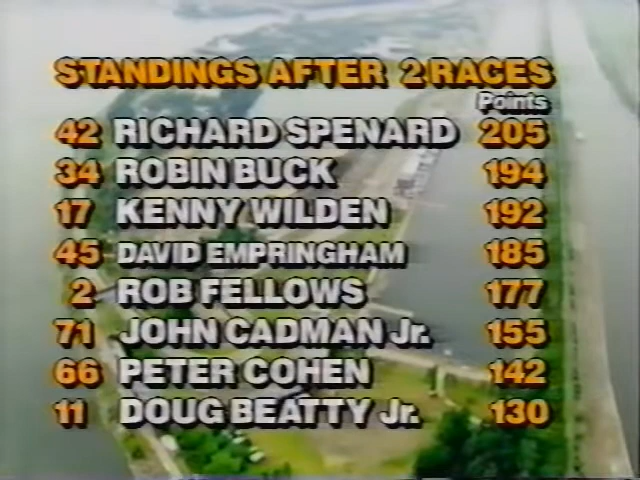 STANDINGS AFTER 2 RACES
Points
42 RICHARD SPENARD 205
34 ROBIN BUCK 194
17 KENNY WILDEN 192
45 DAVID EMPRINGHAM 185
2 ROB FELLOWS 177
71 JOHN CADMAN Jr. 155
66 PETER COHEN 142
11 DOUG BEATTY Jr. 130